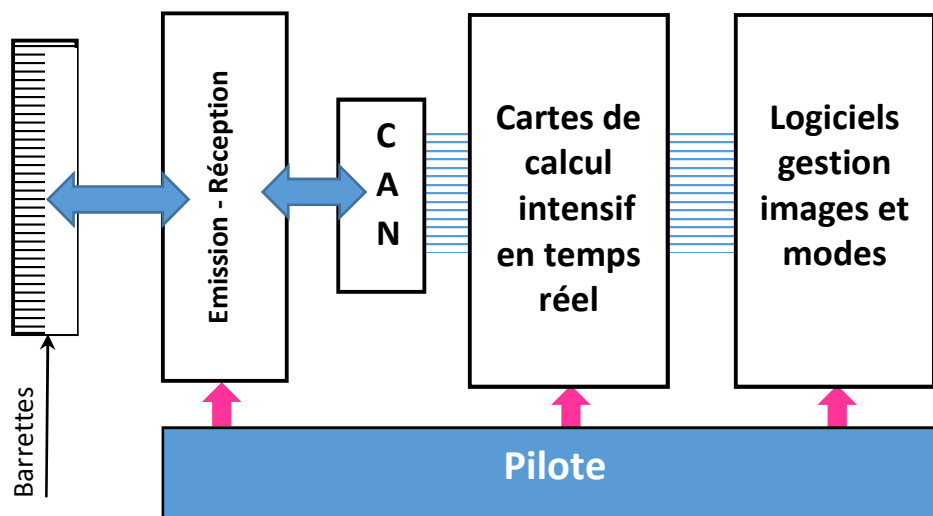 Barrettes
Emission - Réception
C
A
N
Cartes de
calcul
intensif
en temps
réel
Logiciels
gestion
images et
modes
Pilote